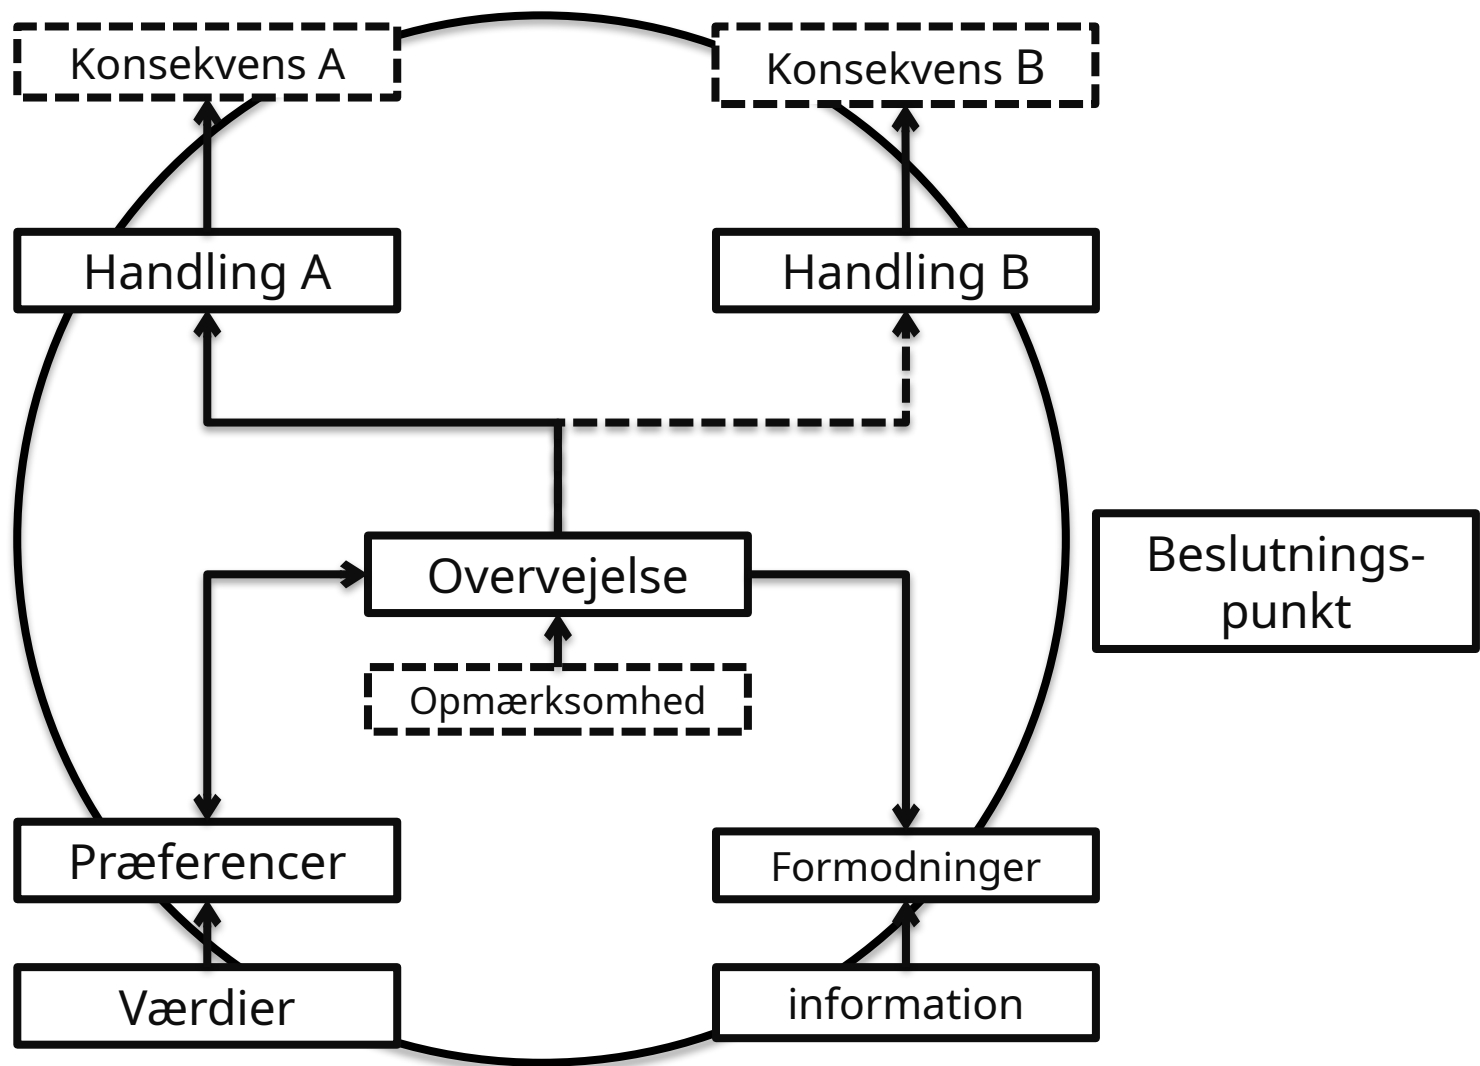 Konsekvens A
Konsekvens B
Handling A
Handling B
Overvejelse
Beslutnings-
punkt
Opmærksomhed
Præferencer
Formodninger
Værdier
information